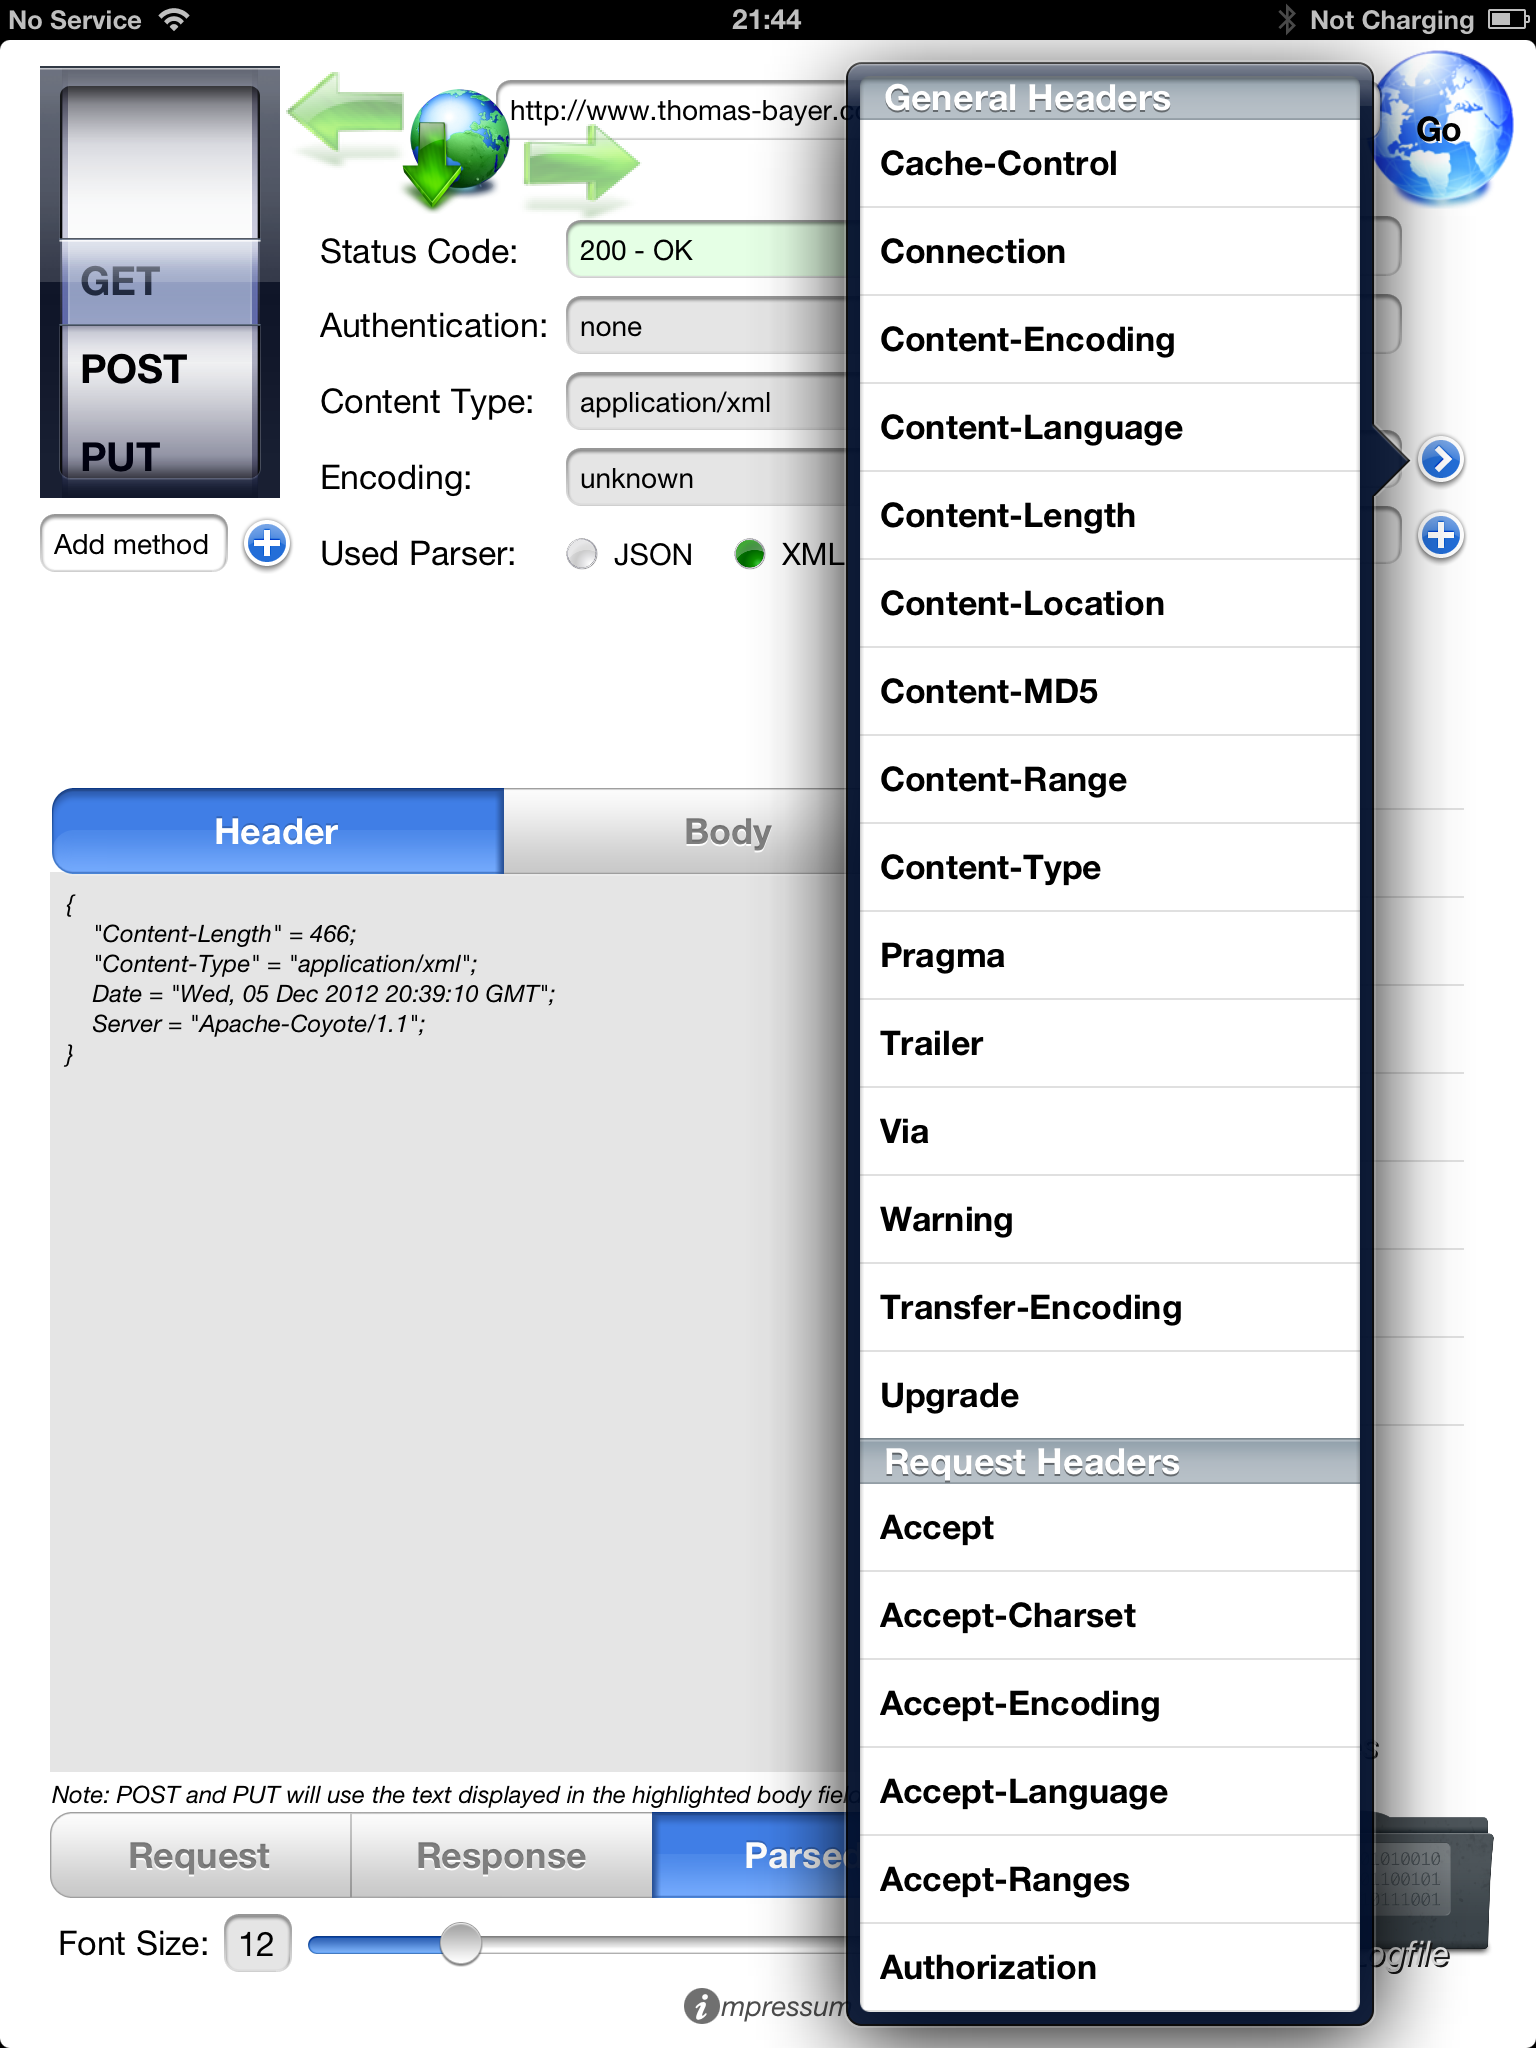 No Service
21:44
Not Charging
http://www.thomas-bayer.c
Go
GET
POST
PUT
Add method
Status Code:
200 - OK
Authentication:
none
Content Type:
application/xml
Encoding:
unknown
Used Parser:
JSON
XML
Header
Body
{
"Content-Length" = 466;
"Content-Type" = "application/xml";
Date = "Wed, 05 Dec 2012 20:39:10 GMT";
Server = "Apache-Coyote/1.1";
}
Note: POST and PUT will use the text displayed in the highlighted body fiel
Request
Response
Parse
Font Size:
12
impressum
General Headers
Cache-Control
Connection
Content-Encoding
Content-Language
Content-Length
Content-Location
Content-MD5
Content-Range
Content-Type
Pragma
Trailer
Via
Warning
Transfer-Encoding
Upgrade
Request Headers
Accept
Accept-Charset
Accept-Encoding
Accept-Language
Accept-Ranges
Authorization
s
1010010
1100101
0111001
ogfile